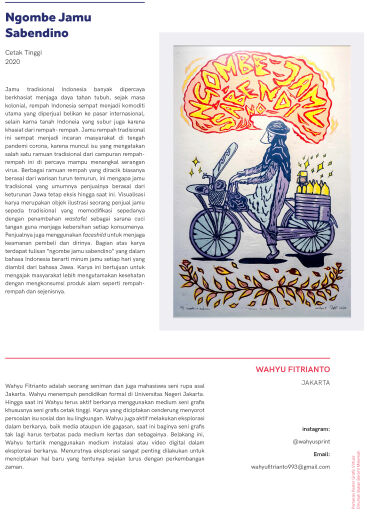 Ngombe Jamu
Sabendino
Cetak Tinggi
2020
Jamu tradisional Indonesia banyak dipercaya
berkhasiat menjaga daya tahan tubuh, sejak masa
kolonial, rempah Indonesia sempat menjadi komoditi
utama yang diperjual belikan ke pasar internasional,
selain karna tanah Indoneia yang subur juga karena
khasiat dari rempah- rempah. Jamu rempah tradisional
ini sempat menjadi incaran masyarakat di tengah
pandemi corona, karena muncul isu yang mengatakan
salah satu ramuan tradisional dari campuran rempah-
rempah ini di percaya mampu menangkal serangan
virus. Berbagai ramuan rempah yang diracik biasanya
berasal dari warisan turun temurun. Ini mengapa jamu
tradisional yang umumnya penjualnya berasal dari
keturunan Jawa tetap eksis hingga saat ini. Visualisasi
karya merupakan objek ilustrasi seorang penjual jamu
sepeda tradisional yang memodifikasi sepedanya
dengan penambahan wastafel sebagai sarana cuci
tangan guna menjaga kebersihan setiap konsumenya.
Penjualnya juga menggunakan faceshild untuk menjaga
keamanan pembeli dan dirinya. Bagian atas karya
terdapat tulisan "ngombe jamu sabendino" yang dalam
bahasa Indonesia berarti minum jamu setiap hari yang
diambil dari bahasa Jawa. Karya ini bertujuan untuk
mengajak masyarakat lebih mengutamakan kesehatan
dengan mengkonsumsi produk alam seperti rempah-
rempah dan sejenisnya.
NGOMBE JAMU
SABEN
DINO
WAHYU FITRIANTO
JAKARTA
Wahyu Fitrianto adalah seorang seniman dan juga mahasiswa seni rupa asal
Jakarta. Wahyu menempuh pendidikan formal di Universitas Negeri Jakarta.
Hingga saat ini Wahyu terus aktif berkarya menggunakan medium seni grafis
khususnya seni grafis cetak tinggi. Karya yang diciptakan cenderung menyorot
persoalan isu sosial dan isu lingkungan. Wahyu juga aktif melakukan eksplorasi
dalam berkarya, baik media ataupun ide gagasan, saat ini baginya seni grafis
tak lagi harus terbatas pada medium kertas dan sebagainya. Belakang ini,
Wahyu tertarik menggunakan medium instalasi atau video digital dalam
eksplorasi berkarya. Menurutnya eksplorasi sangat penting dilakukan untuk
menciptakan hal baru yang tentunya sejalan lurus dengan perkembangan
zaman.
instagram:
@wahyusprint
Email:
wahyufitrianto993@gmail.com